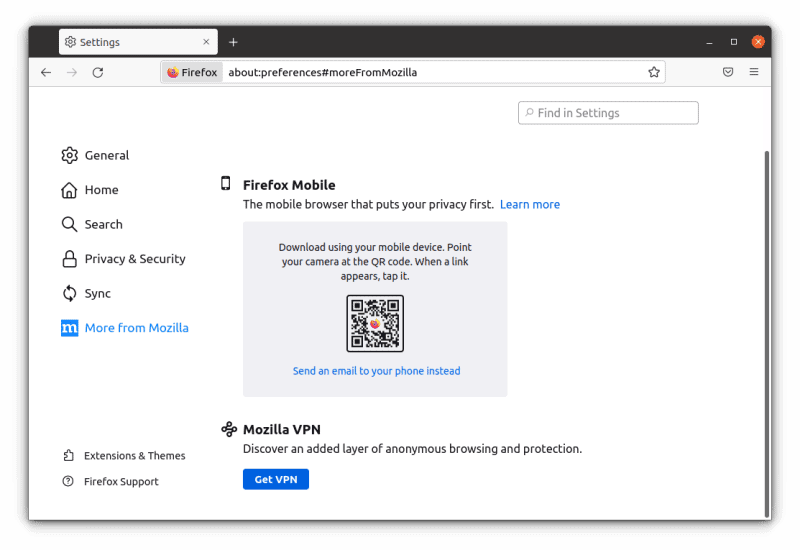 Settings
Firefox about:preferences#moreFromMozilla
Find in Settings
General
Home
Search
Privacy & Security
Sync
m More from Mozilla
Extensions & Themes
Firefox Support
Firefox Mobile
The mobile browser that puts your privacy first. Learn more
Download using your mobile device. Point
your camera at the QR code. When a link
appears, tap it.
Send an email to your phone instead
Mozilla VPN
Discover an added layer of anonymous browsing and protection.
Get VPN